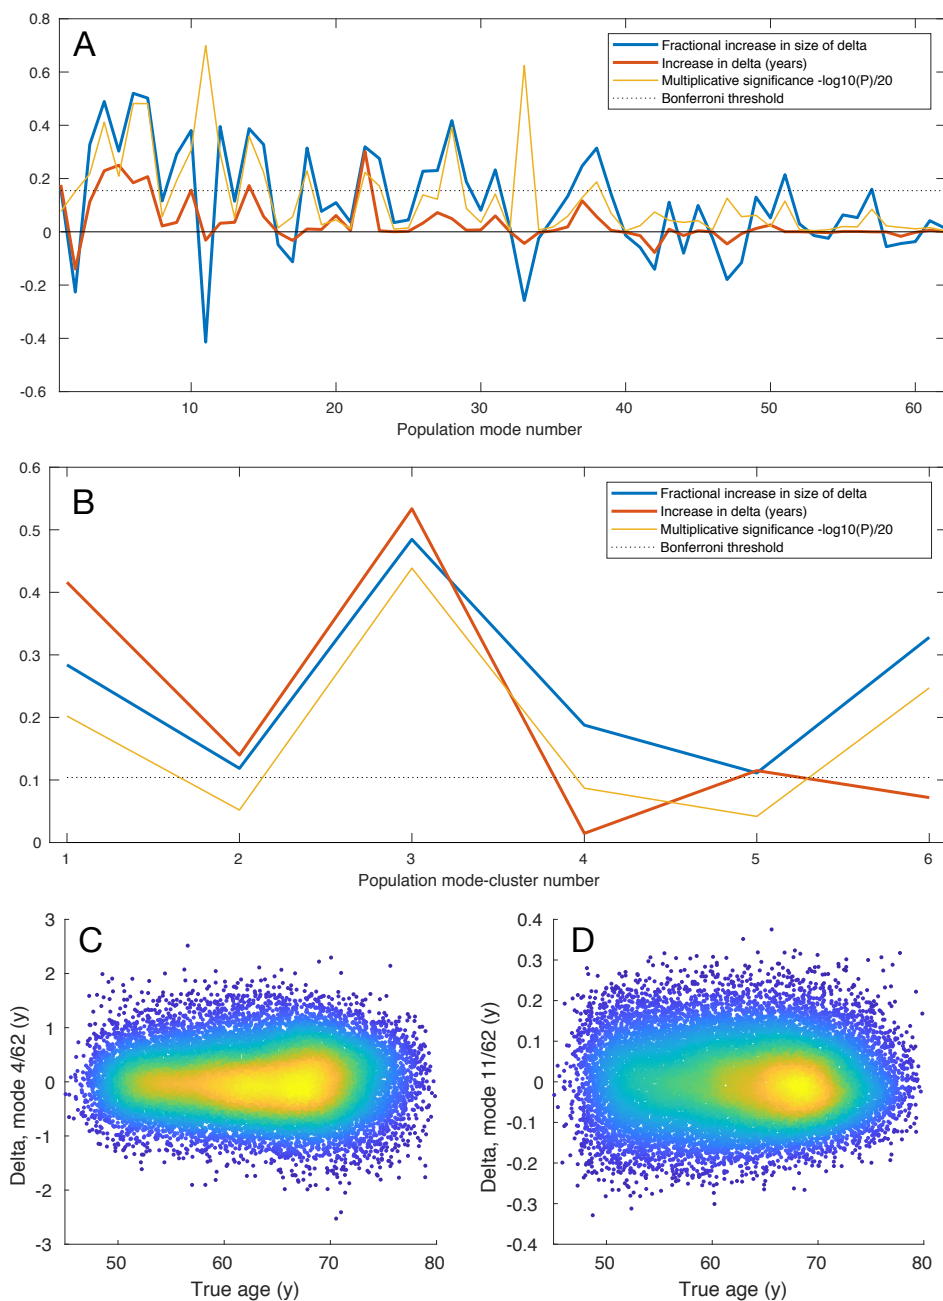 A
0.8
0.6
0.4
0.2
0
-0.2
-0.4
-0.6
Fractional increase in size of delta
Increase in delta (years)
Multiplicative significance -log10(P)/20
Bonferroni threshold
10 20 30 40 50 60
Population mode number
B
0.6
0.5
0.4
0.3
0.2
0.1
0
Fractional increase in size of delta
Increase in delta (years)
Multiplicative significance -log10(P)/20
Bonferroni threshold
1 2 3 4 5 6
Population mode-cluster number
C
Delta, mode 4/62 (y)
3
2
1
0
-1
-2
-3
50 60 70 80
True age (y)
D
Delta, mode 11/62 (y)
0.4
0.3
0.2
0.1
0
-0.1
-0.2
-0.3
-0.4
50 60 70 80
True age (y)